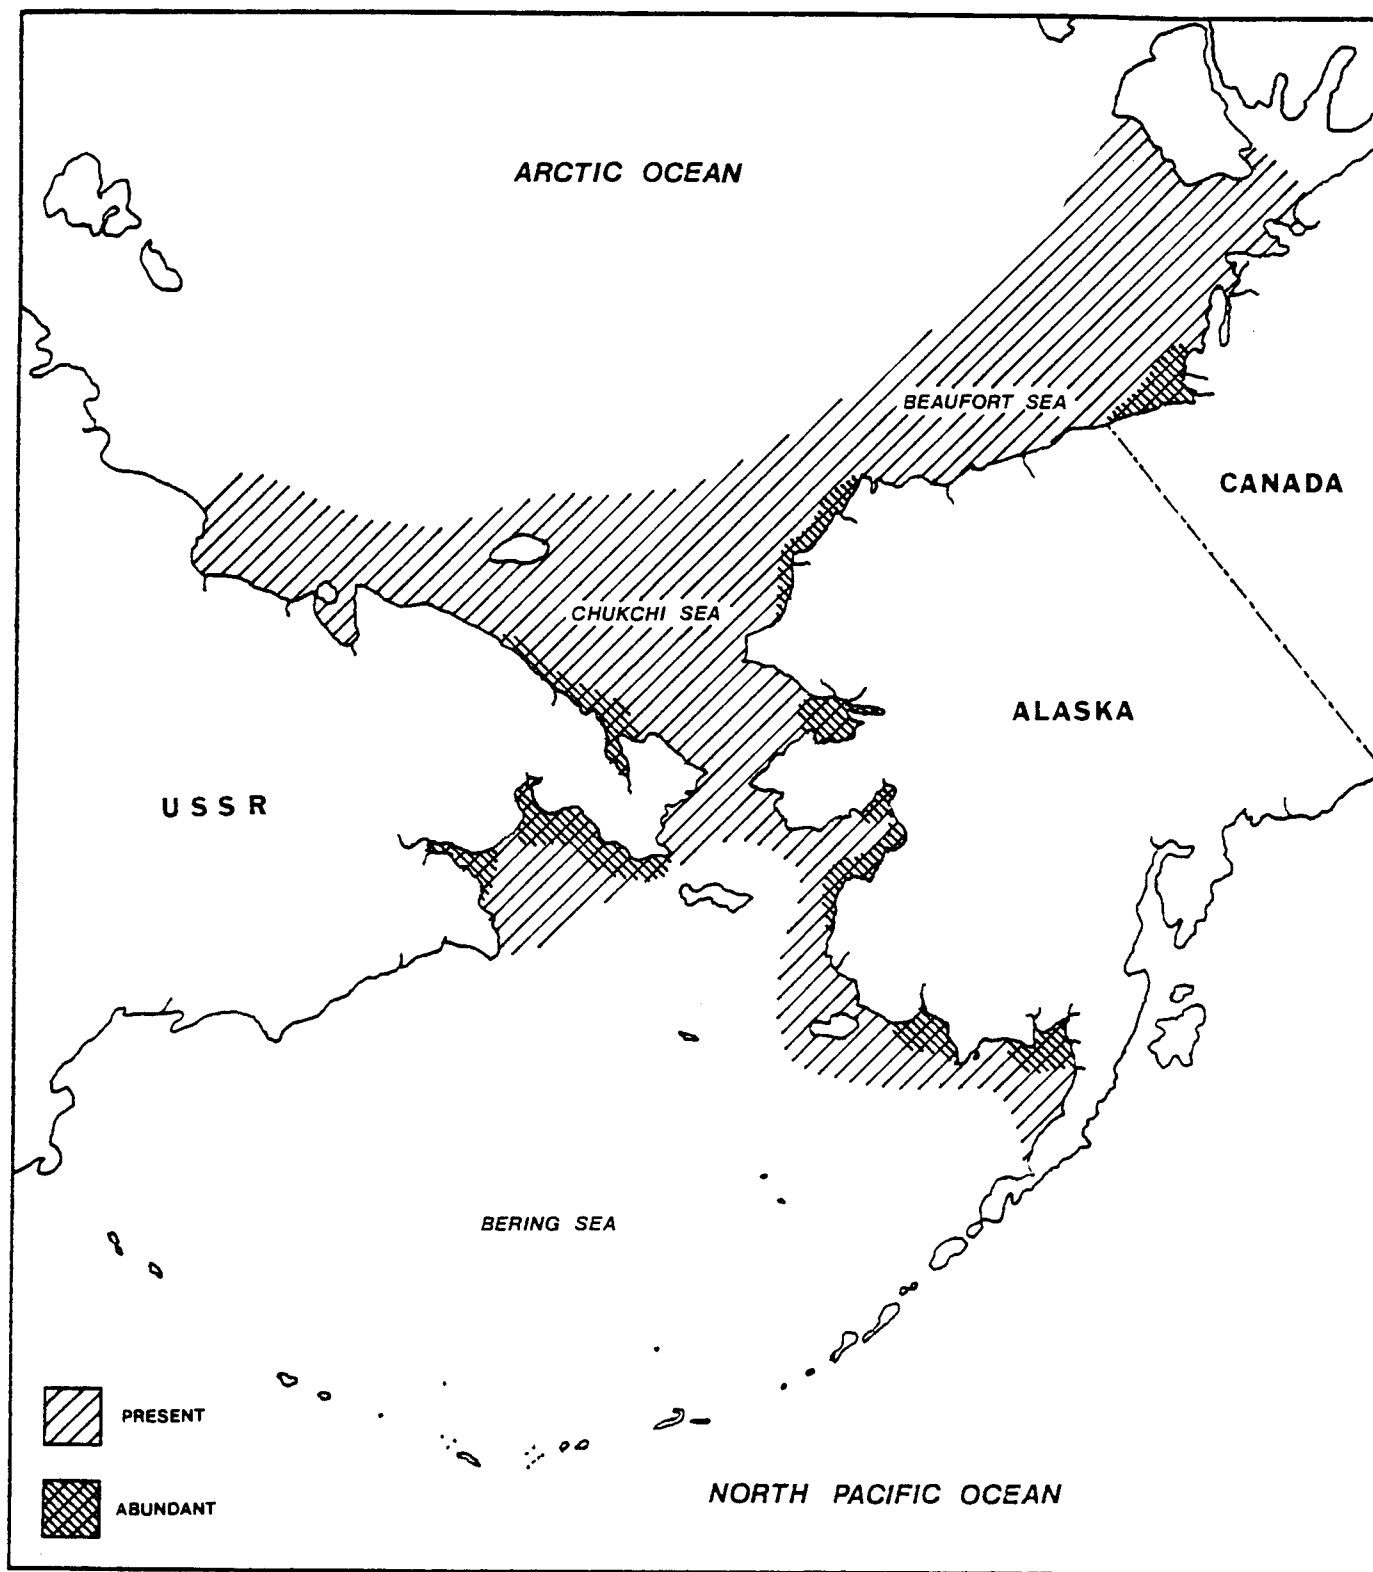 ARCTIC OCEAN
BEAUFORT SEA
CANADA
CHUKCHI SEA
ALASKA
USSR
BERING SEA
PRESENT
NORTH PACIFIC OCEAN
ABUNDANT